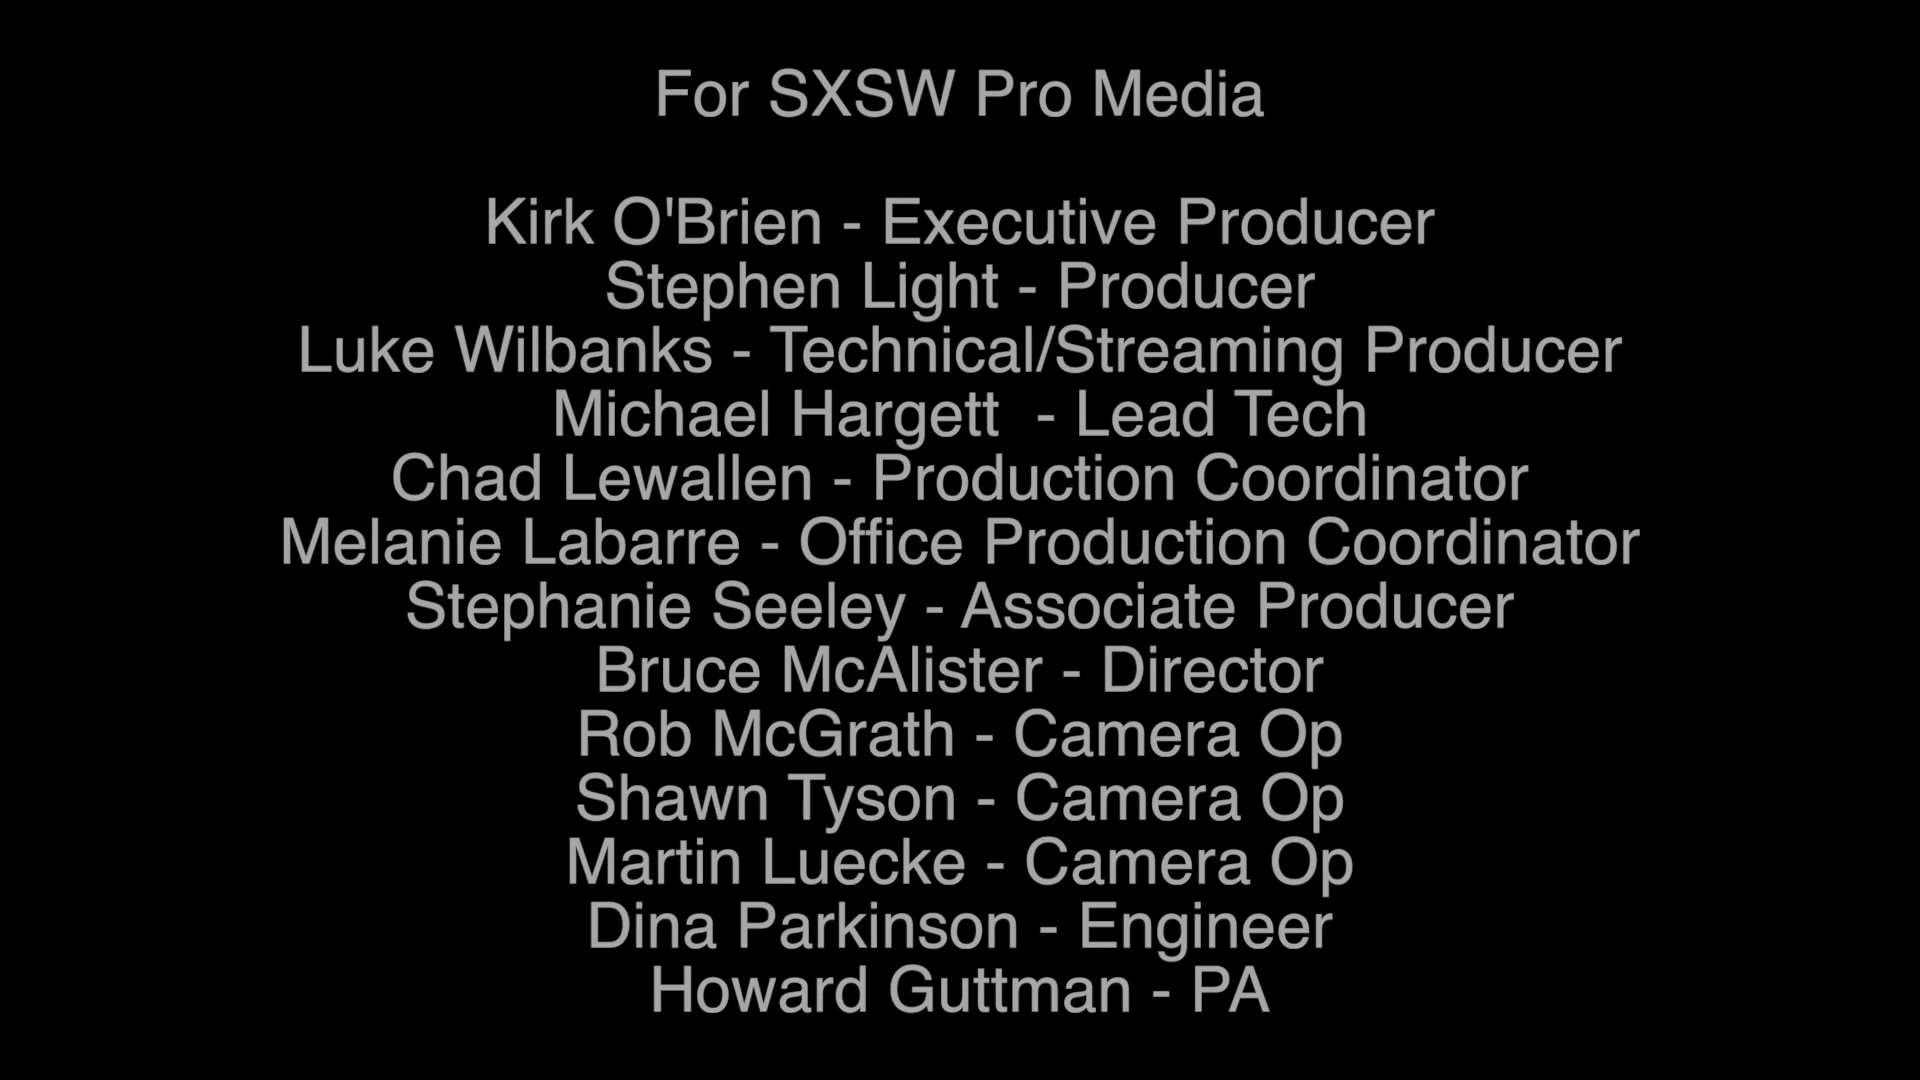 For SXSW Pro Media
Kirk O'Brien - Executive Producer
Stephen Light - Producer
Luke Wilbanks - Technical/Streaming Producer
Michael Hargett  - Lead Tech
Chad Lewallen - Production Coordinator
Melanie Labarre - Office Production Coordinator
Stephanie Seeley - Associate Producer
Bruce McAlister - Director
Rob McGrath - Camera Op
Shawn Tyson - Camera Op
Martin Luecke - Camera Op
Dina Parkinson - Engineer
Howard Guttman - PA